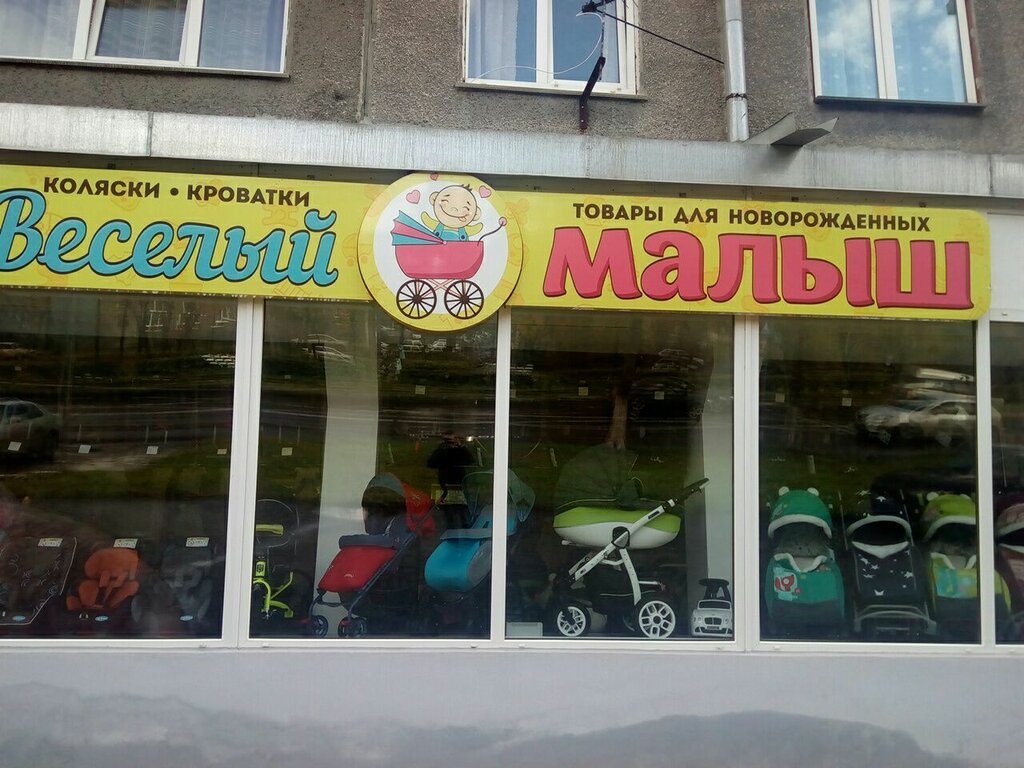 КОЛЯСКИ • КРОВАТКИ
Веселый
ТОВАРЫ ДЛЯ НОВОРОЖДЕННЫХ
малыш